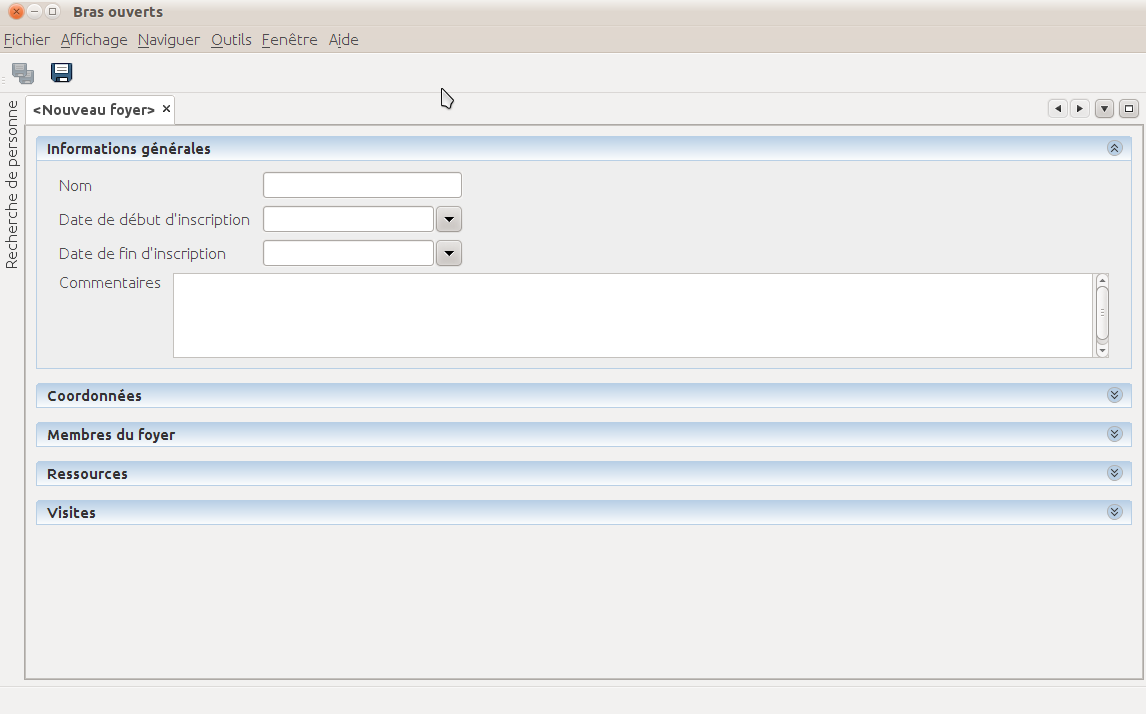 Bras ouverts
Fichier Affichage Naviguer Outils Fenêtre Aide
Recherche de personne
<Nouveau foyer>
Informations générales
Nom
Date de début d'inscription
Date de fin d'inscription
Commentaires
Coordonnées
Membres du foyer
Ressources
Visites